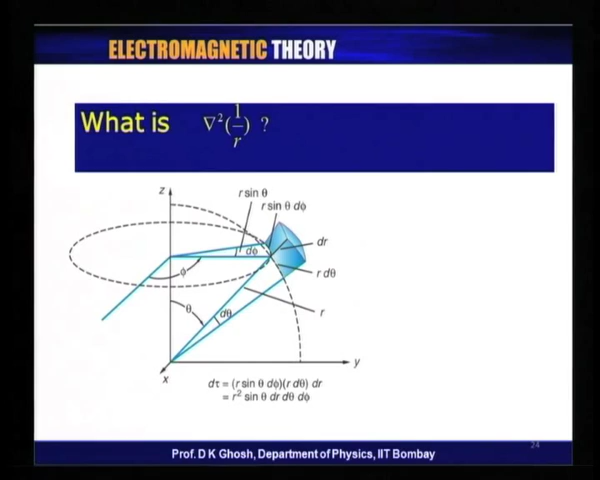 ELECTROMAGNETIC THEORY
What is ∇²(1/r) ?
z
r sin θ
r sin θ dϕ
dϕ
dr
r dθ
ϕ
θ
dθ
r
y
x
dτ = (r sin θ dϕ)(r dθ) dr
= r² sin θ dr dθ dϕ
24
Prof. D K Ghosh, Department of Physics, IIT Bombay